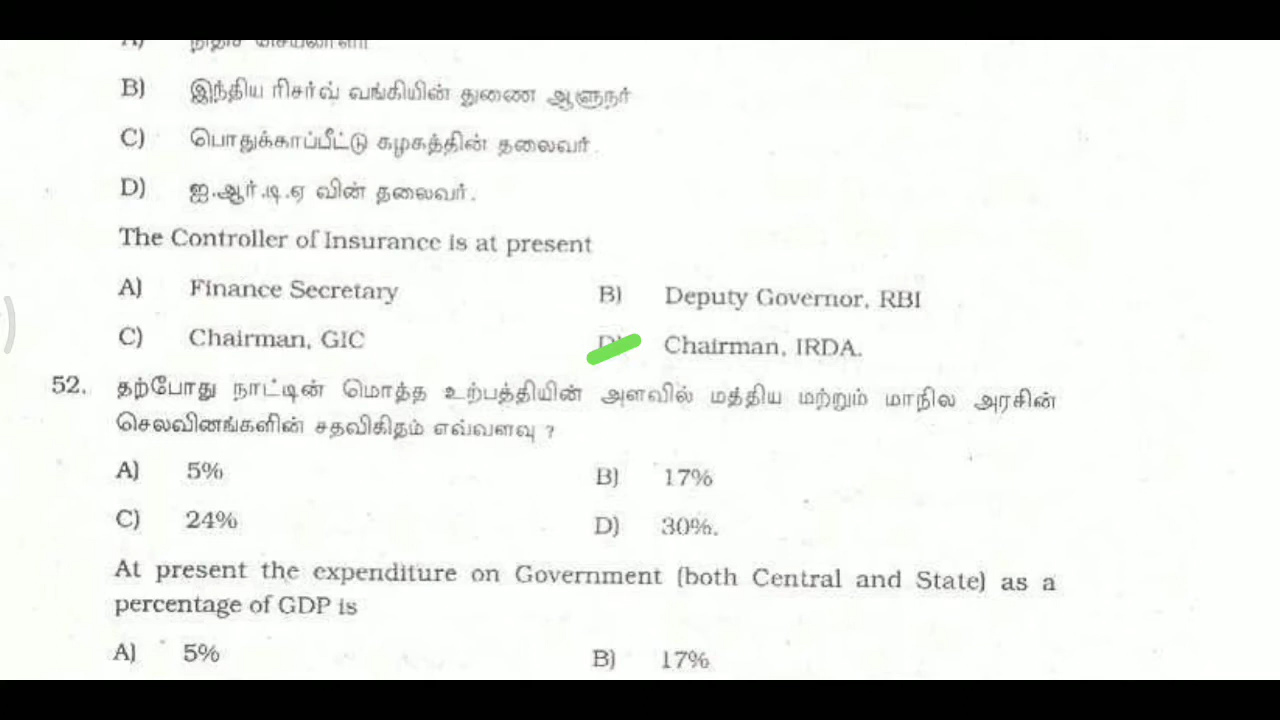 B) இந்திய ரிசர்வ் வங்கியின் துணை ஆளுநர்
C) பொதுக்காப்பீட்டு கழகத்தின் தலைவர்.
D) ஐ.ஆர்.டி.ஏ வின் தலைவர்.
The Controller of Insurance is at present
A) Finance Secretary B) Deputy Governor, RBI
C) Chairman, GIC D) Chairman, IRDA.
52. தற்போது நாட்டின் மொத்த உற்பத்தியின் அளவில் மத்திய மற்றும் மாநில அரசின்
செலவினங்களின் சதவிகிதம் எவ்வளவு ?
A) 5% B) 17%
C) 24% D) 30%.
At present the expenditure on Government (both Central and State) as a
percentage of GDP is
A) 5% B) 17%